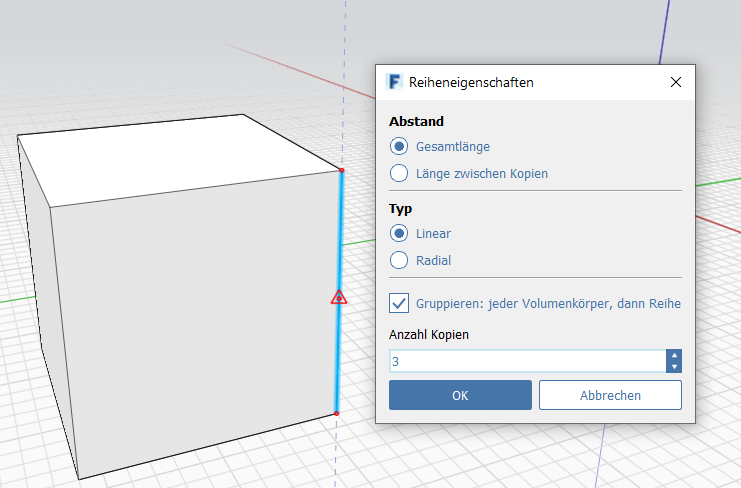 Reiheneigenschaften
Abstand
Gesamtlänge
Länge zwischen Kopien
Typ
Linear
Radial
Gruppieren: jeder Volumenkörper, dann Reihe
Anzahl Kopien
3
OK
Abbrechen